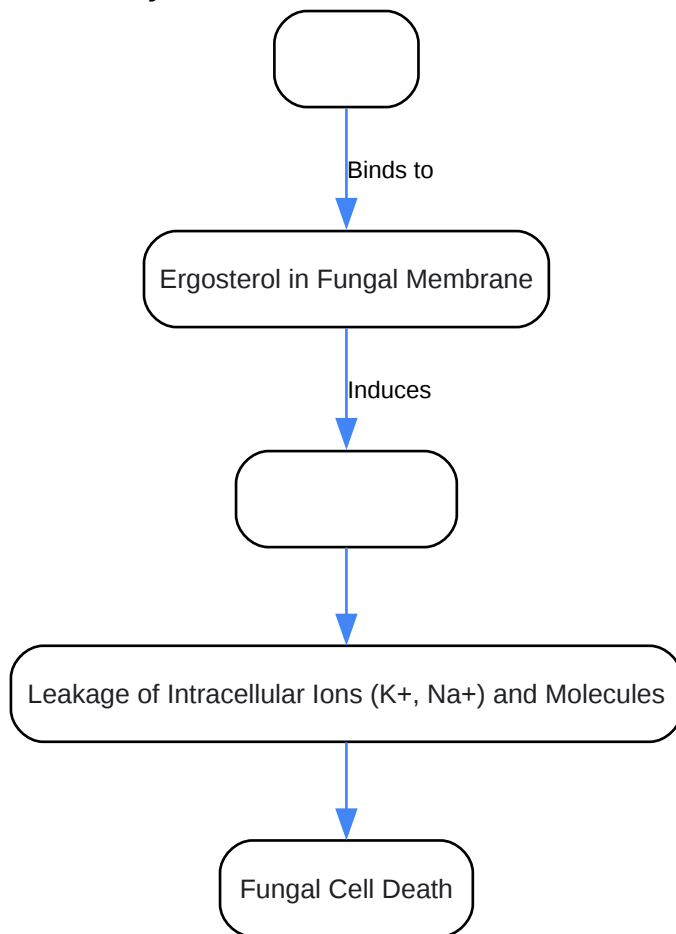 Binds to
Ergosterol in Fungal Membrane
Induces
Leakage of Intracellular Ions (K+, Na+) and Molecules
Fungal Cell Death